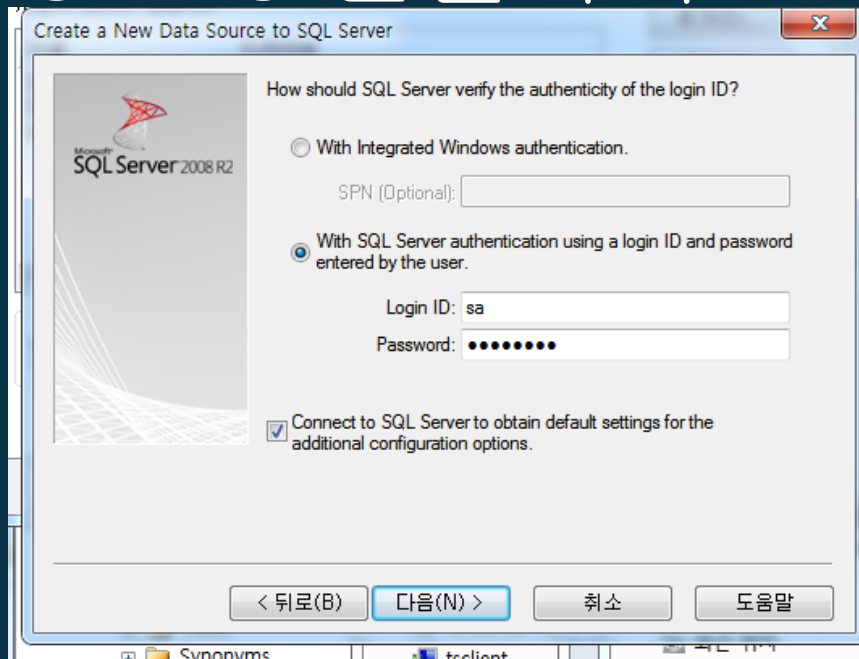 Create a New Data Source to SQL Server
x
Microsoft
SQL Server 2008 R2
How should SQL Server verify the authenticity of the login ID?
With Integrated Windows authentication.
SPN (Optional):
With SQL Server authentication using a login ID and password
entered by the user.
Login ID: sa
Password: ●●●●●●●●
Connect to SQL Server to obtain default settings for the
additional configuration options.
< 뒤로(B) 다음(N) > 취소 도움말
Synonyms tsclient